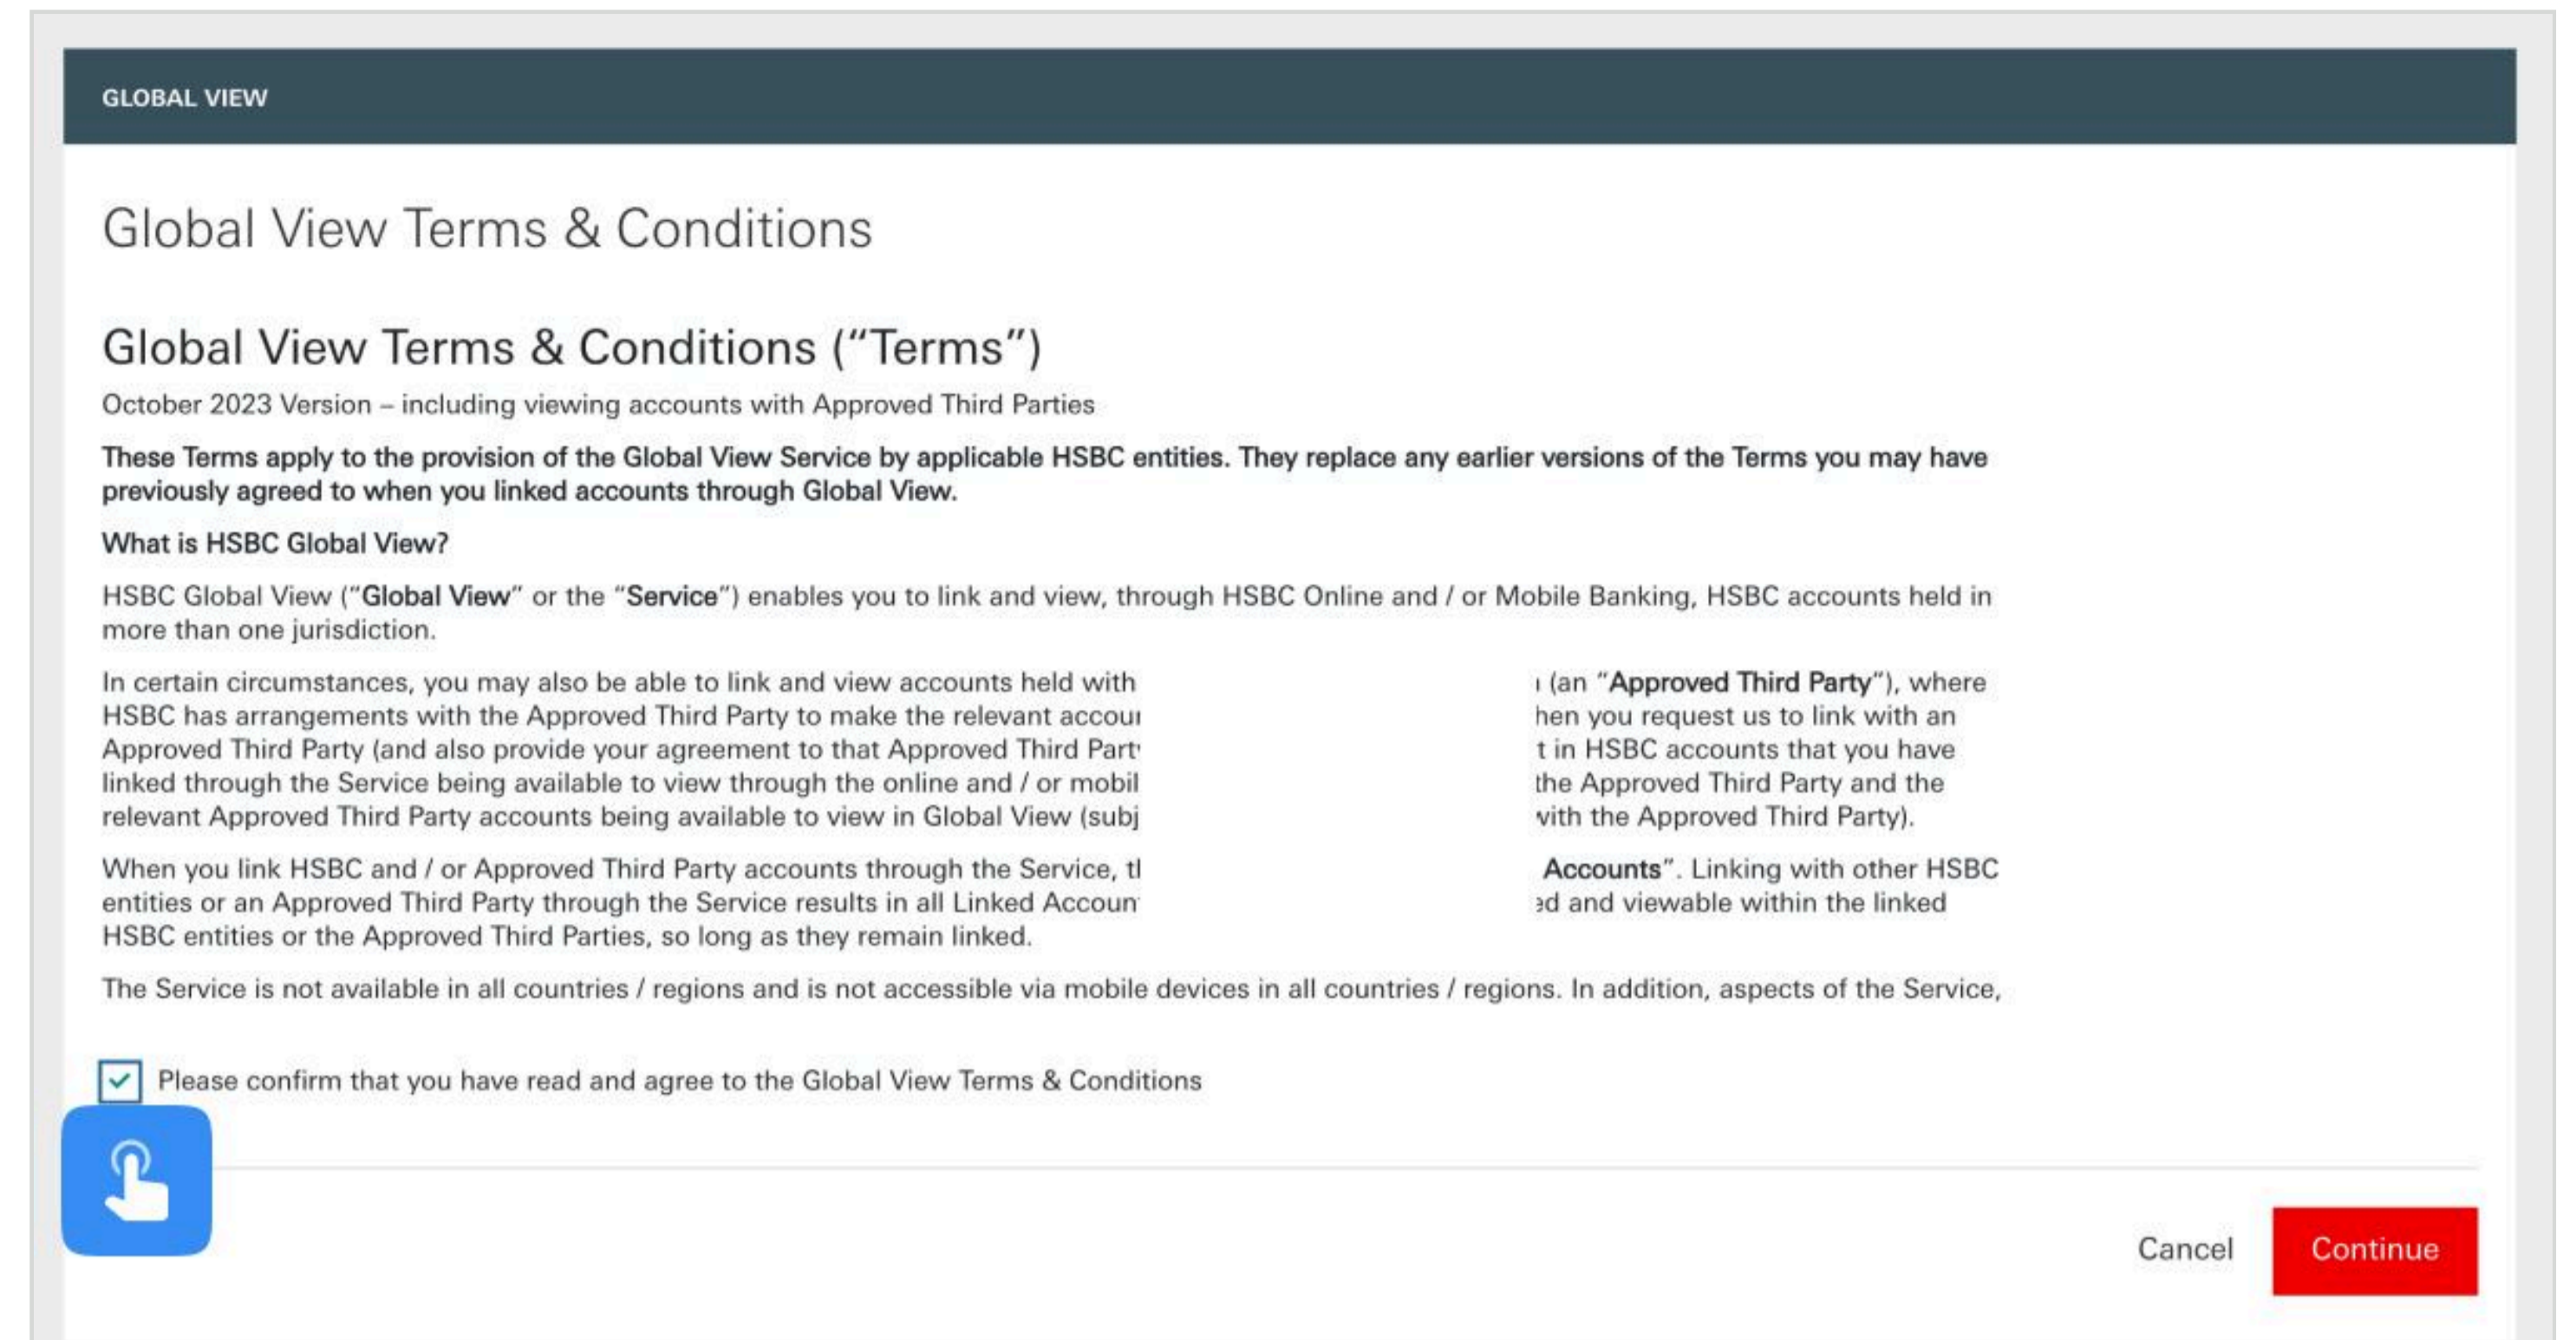 GLOBAL VIEW
Global View Terms & Conditions
Global View Terms & Conditions (“Terms”)
October 2023 Version – including viewing accounts with Approved Third Parties
These Terms apply to the provision of the Global View Service by applicable HSBC entities. They replace any earlier versions of the Terms you may have
previously agreed to when you linked accounts through Global View.
What is HSBC Global View?
HSBC Global View (“Global View” or the “Service”) enables you to link and view, through HSBC Online and / or Mobile Banking, HSBC accounts held in
more than one jurisdiction.
In certain circumstances, you may also be able to link and view accounts held with (an “Approved Third Party”), where
HSBC has arrangements with the Approved Third Party to make the relevant you request us to link with an
Approved Third Party (and also provide your agreement to that Approved Third in HSBC accounts that you have
linked through the Service being available to view through the online and / or the Approved Third Party and the
relevant Approved Third Party accounts being available to view in Global View the Approved Third Party).
When you link HSBC and / or Approved Third Party accounts through the Service, Accounts”. Linking with other HSBC
entities or an Approved Third Party through the Service results in all Linked and viewable within the linked
HSBC entities or the Approved Third Parties, so long as they remain linked.
The Service is not available in all countries / regions and is not accessible via mobile devices in all countries / regions. In addition, aspects of the Service,
Please confirm that you have read and agree to the Global View Terms & Conditions
Cancel
Continue